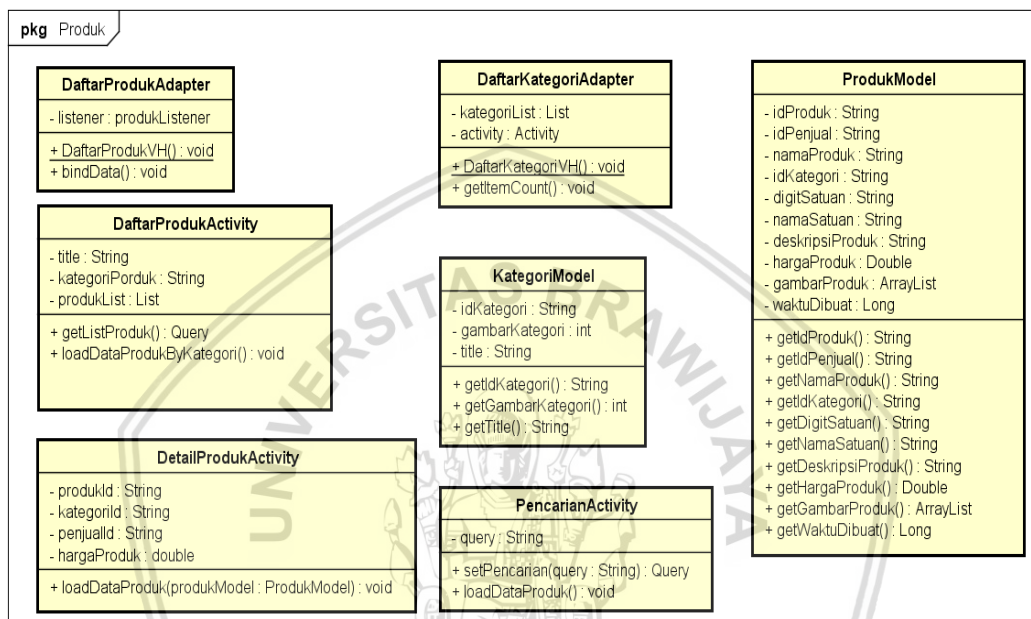 pkg Produk
DaftarProdukAdapter
- listener : produkListener
+ DaftarProdukVH() : void
+ bindData() : void
DaftarKategoriAdapter
- kategoriList : List
- activity : Activity
+ DaftarKategoriVH() : void
+ getItemCount() : void
ProdukModel
- idProduk : String
- idPenjual : String
- namaProduk : String
- idKategori : String
- digitSatuan : String
- namaSatuan : String
- deskripsiProduk : String
- hargaProduk : Double
- gambarProduk : ArrayList
- waktuDibuat : Long
+ getIdProduk() : String
+ getIdPenjual() : String
+ getNamaProduk() : String
+ getIdKategori() : String
+ getDigitSatuan() : String
+ getNamaSatuan() : String
+ getDeskripsiProduk() : String
+ getHargaProduk() : Double
+ getGambarProduk() : ArrayList
+ getWaktuDibuat() : Long
DaftarProdukActivity
- title : String
- kategoriPorduk : String
- produkList : List
+ getListProduk() : Query
+ loadDataProdukByKategori() : void
KategoriModel
- idKategori : String
- gambarKategori : int
- title : String
+ getIdKategori() : String
+ getGambarKategori() : int
+ getTitle() : String
DetailProdukActivity
- produkId : String
- kategoriId : String
- penjualId : String
- hargaProduk : double
+ loadDataProduk(produkModel : ProdukModel) : void
PencarianActivity
- query : String
+ setPencarian(query : String) : Query
+ loadDataProduk() : void
UNIVERSITAS BRAWIJAYA